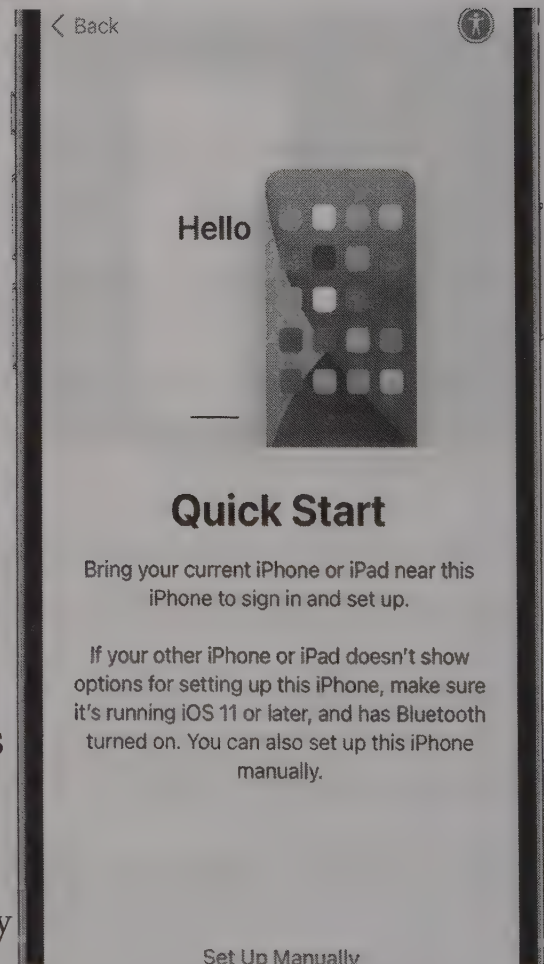 Back
Hello
Quick Start
Bring your current iPhone or iPad near this
iPhone to sign in and set up.
If your other iPhone or iPad doesn't show
options for setting up this iPhone, make sure
it's running iOS 11 or later, and has Bluetooth
turned on. You can also set up this iPhone
manually.
s
y
Set Up Manually